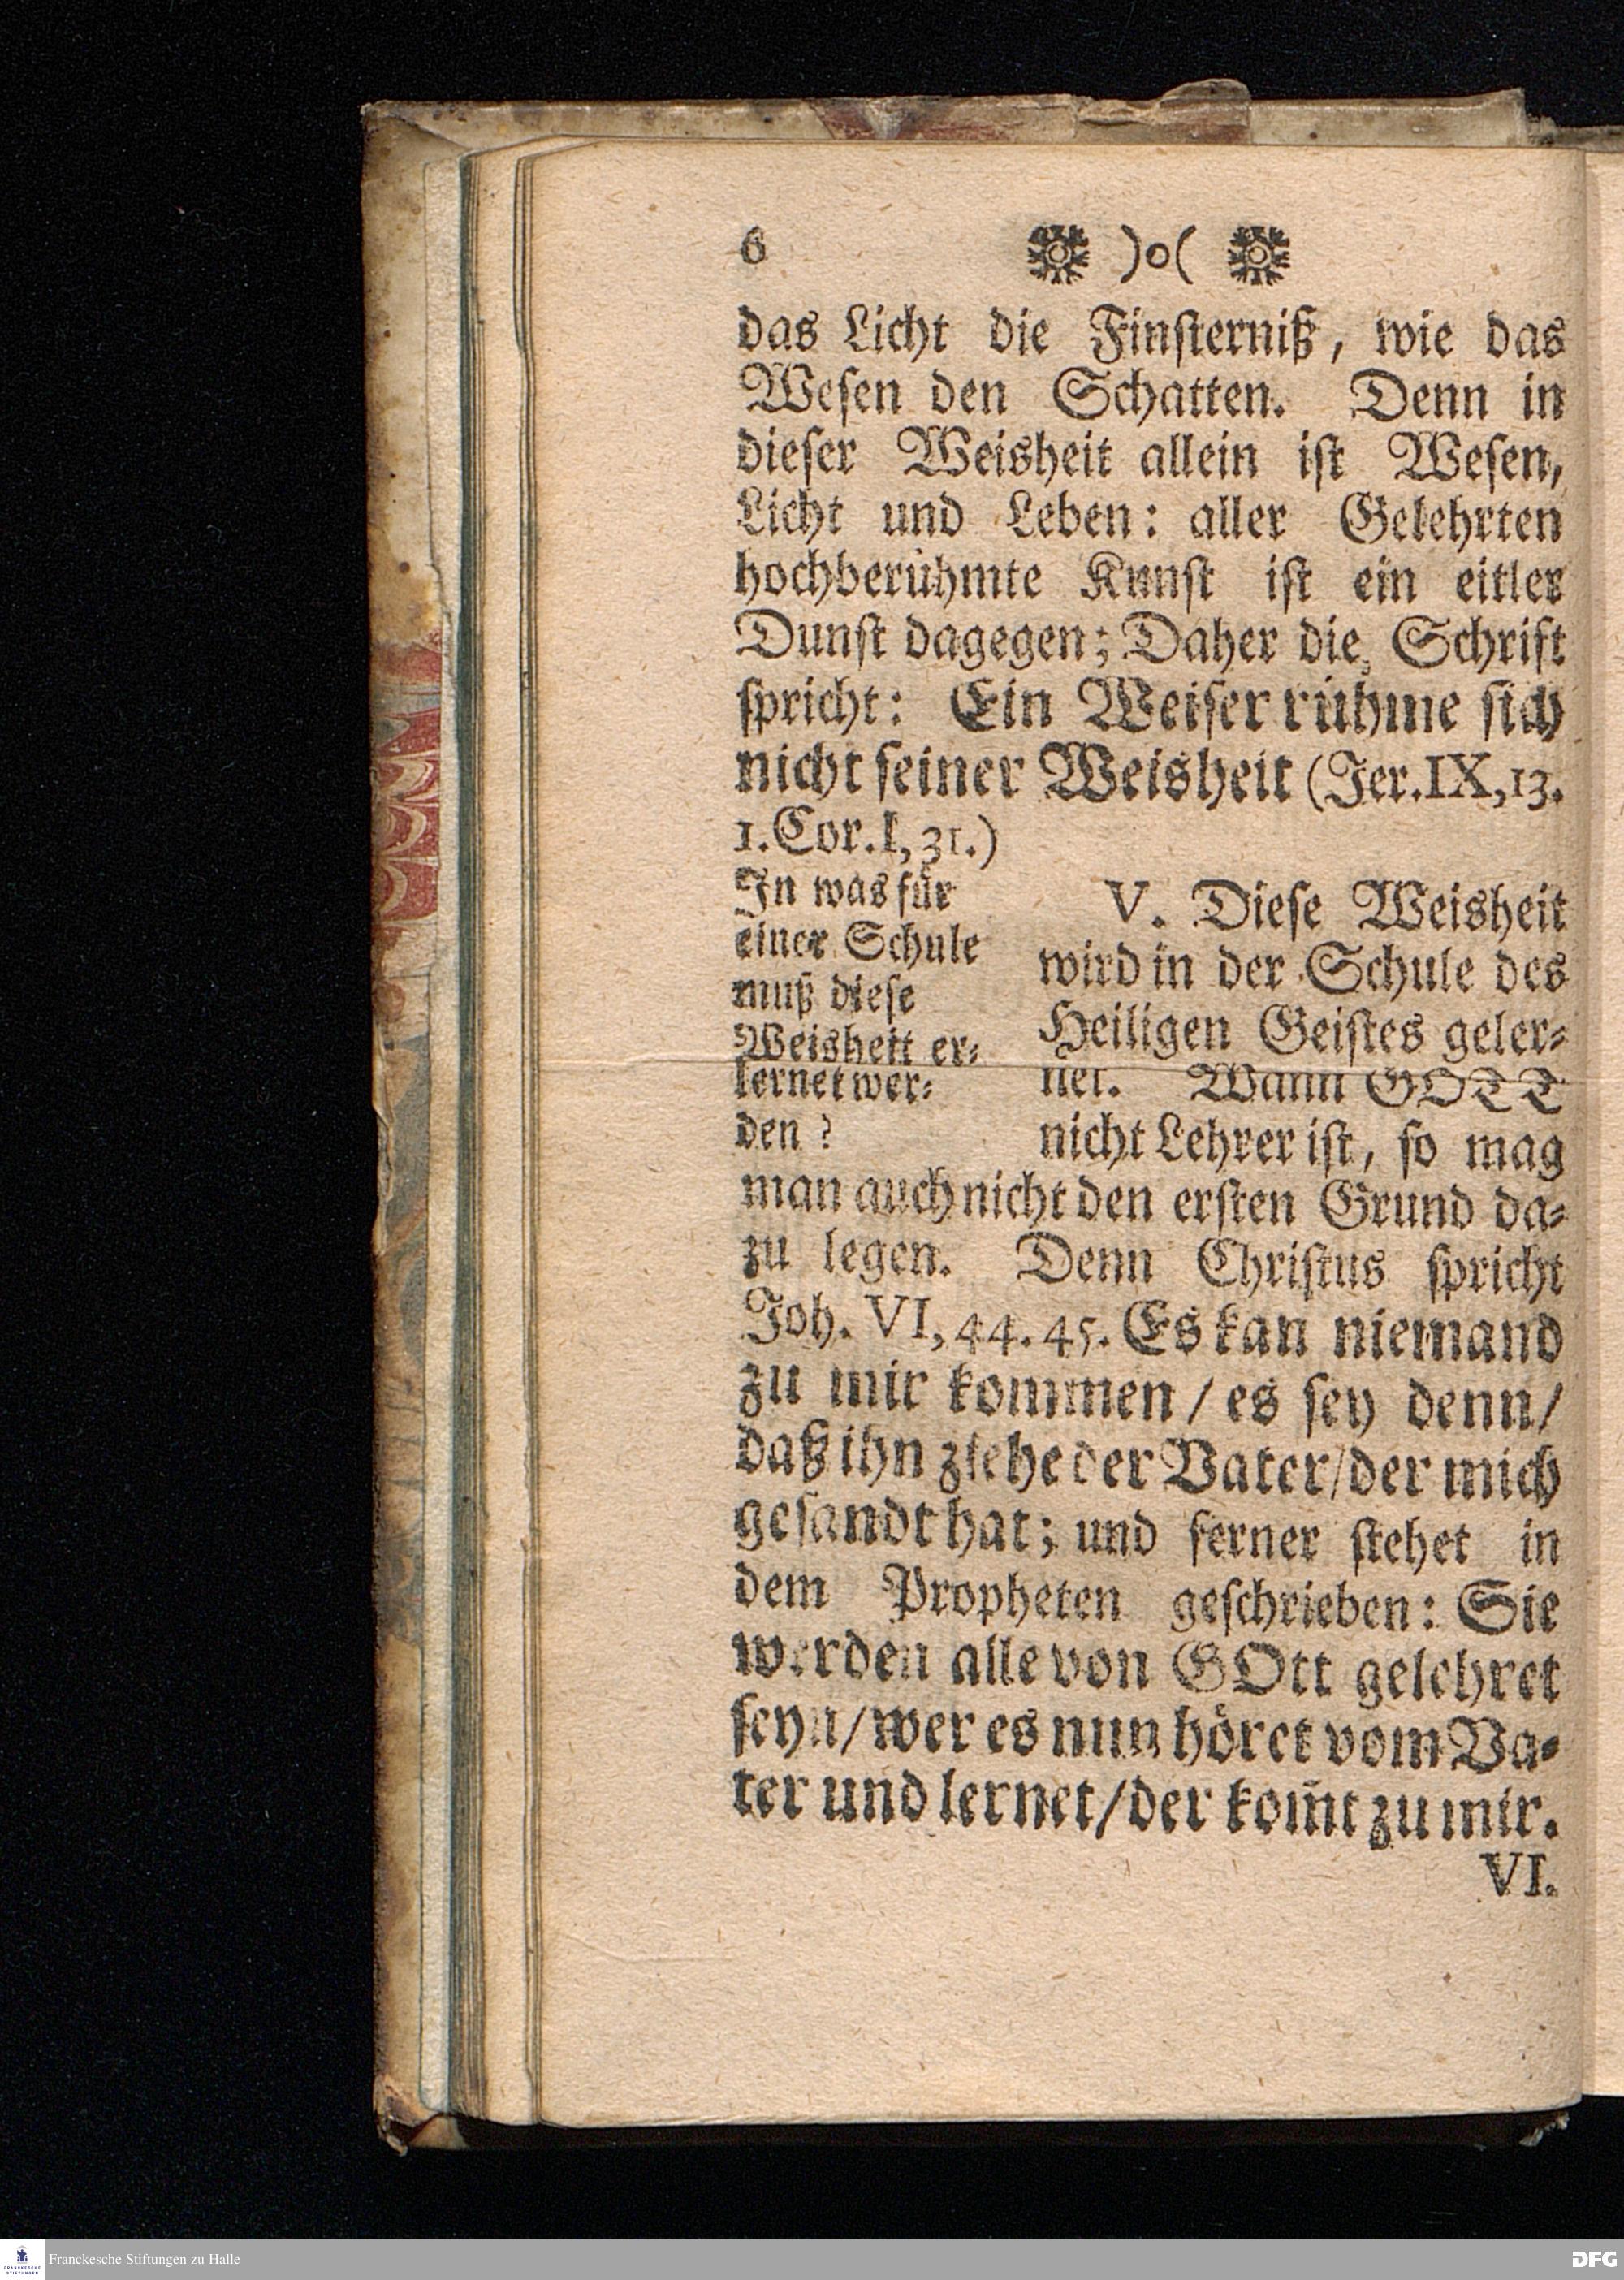 6 )o(
das Licht die Finsterniß, wie das
Wesen den Schatten. Denn in
dieser Weisheit allein ist Wesen,
Licht und Leben: aller Gelehrten
hochberühmte Kunst ist ein eitler
Dunst dagegen; Daher die Schrift
spricht: Ein Weiser rühme sich
nicht seiner Weisheit (Jer. IX, 13.
1. Cor. I, 31.)
In was für
einer Schule
muß diese
Weisheit er-
lernet wer-
den?
V. Diese Weisheit
wird in der Schule des
Heiligen Geistes geler-
net. Wann GOTT
nicht Lehrer ist, so mag
man auch nicht den ersten Grund da-
zu legen. Denn Christus spricht
Joh. VI, 44. 45. Es kan niemand
zu mir kommen / es sey denn /
daß ihn ziehe der Vater / der mich
gesandt hat; und ferner stehet in
dem Propheten geschrieben: Sie
werden alle von GOtt gelehret
seyn / wer es nun höret vom Va-
ter und lernet / der kom̃t zu mir.
VI.
FRANCKESCHE STIFTUNGEN
Franckesche Stiftungen zu Halle
DFG